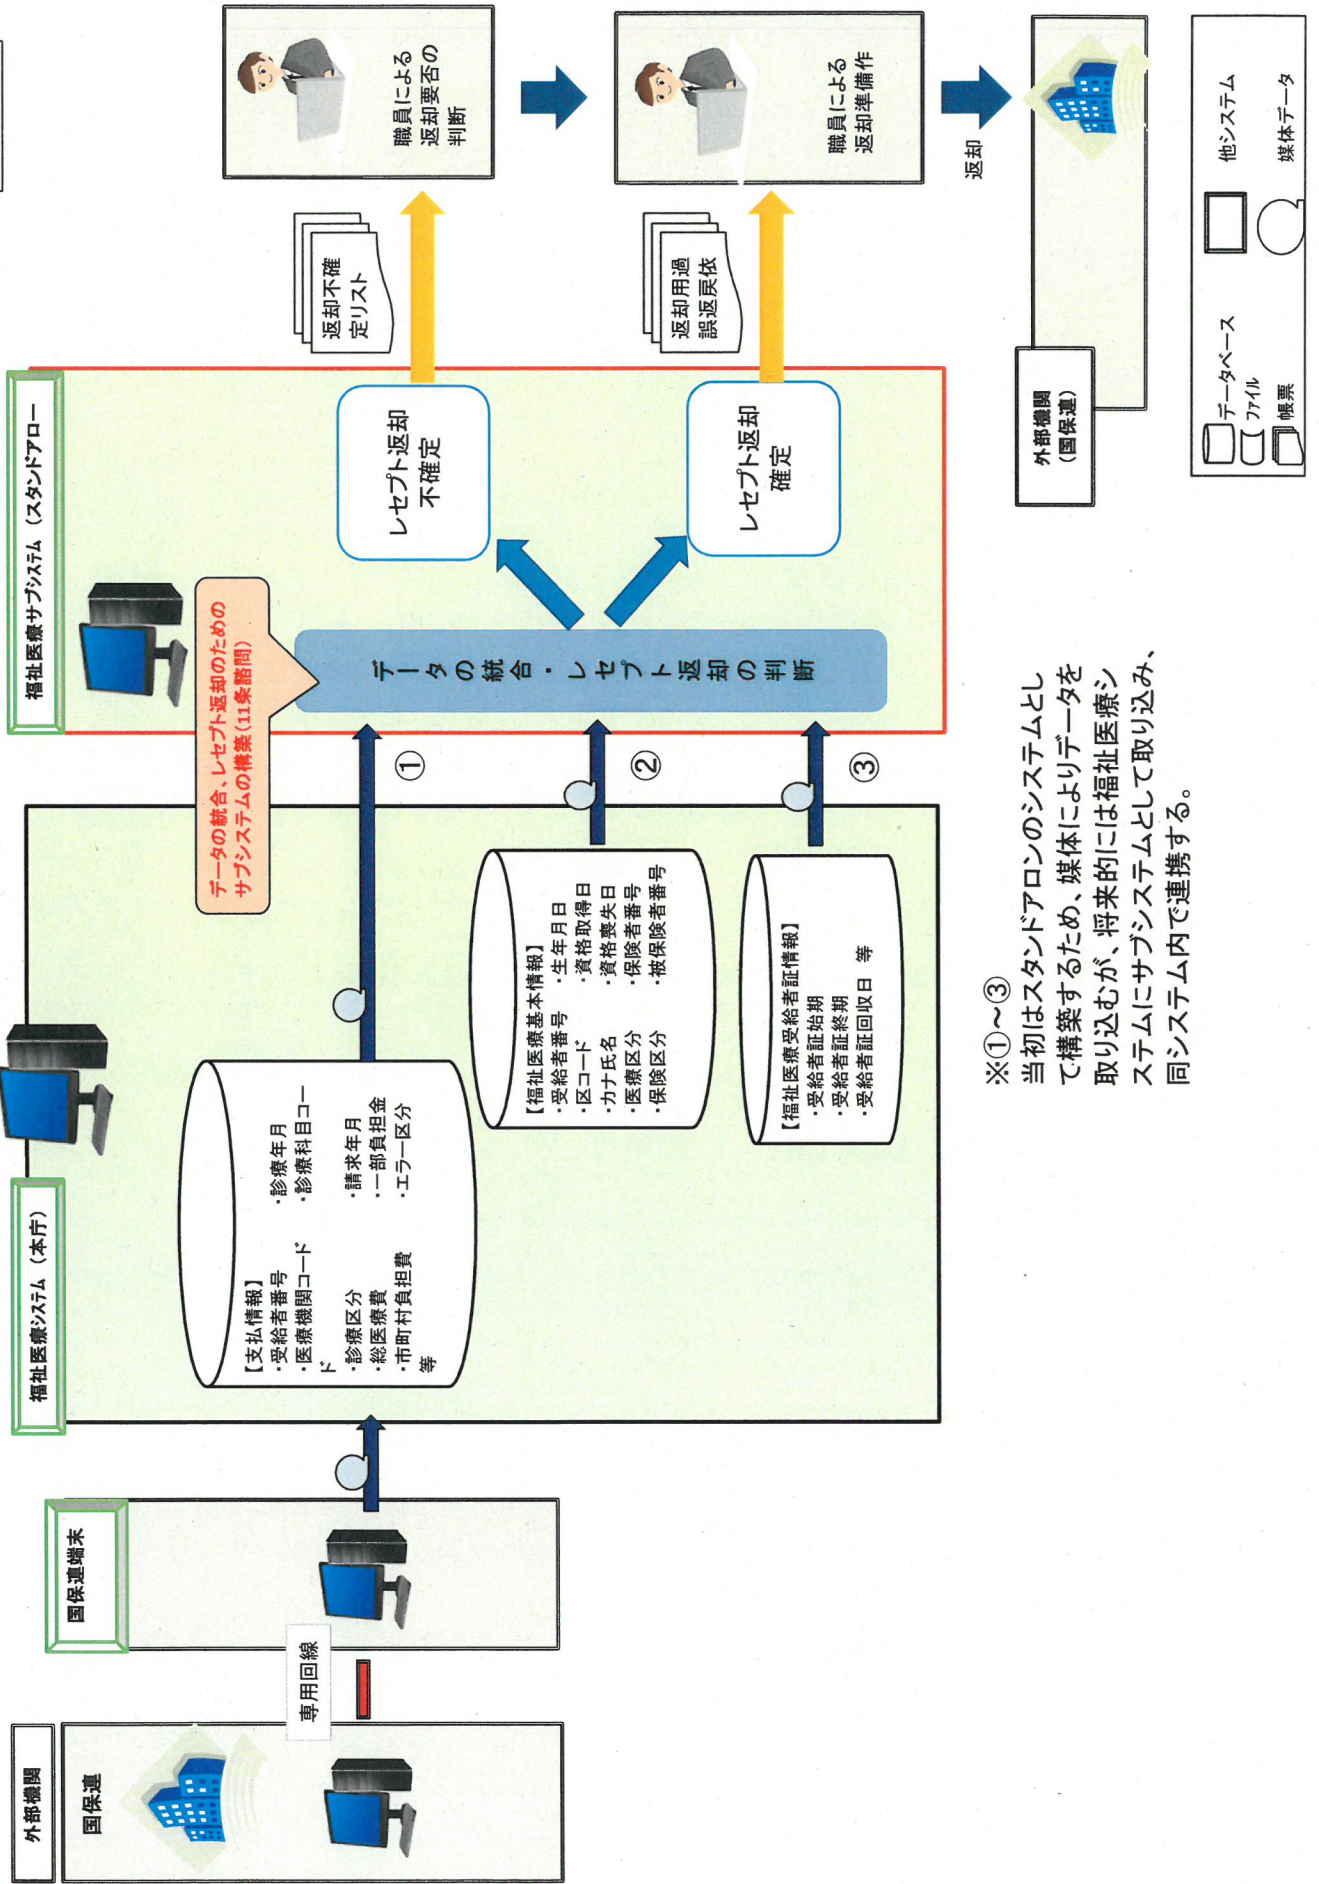 外部機関
国保連
専用回線
国保連端末
福祉医療システム（本庁）
【支払情報】
・受給者番号　・診療年月
・医療機関コード　・診療科目コー
ド
・診療区分　・請求年月
・総医療費　・一部負担金
・市町村負担費　・エラー区分
等
【福祉医療基本情報】
・受給者番号　・生年月日
・区コード　・資格取得日
・カナ氏名　・資格喪失日
・医療区分　・保険者番号
・保険区分　・被保険者番号
【福祉医療受給者証情報】
・受給者証始期
・受給者証終期
・受給者証回収日　等
①
②
③
福祉医療サブシステム（スタンドアロー
データの統合、レセプト返却のための
サブシステムの構築（11条諮問）
データの統合・レセプト返却の判断
レセプト返却
不確定
レセプト返却
確定
返却不確
定リスト
返却用過
誤返戻依
職員による
返却要否の
判断
職員による
返却準備作
返却
外部機関
（国保連）
※①～③
当初はスタンドアロンのシステムとし
て構築するため、媒体によりデータを
取り込むが、将来的には福祉医療シ
ステムにサブシステムとして取り込み、
同システム内で連携する。
データベース
ファイル
帳票
他システム
媒体データ